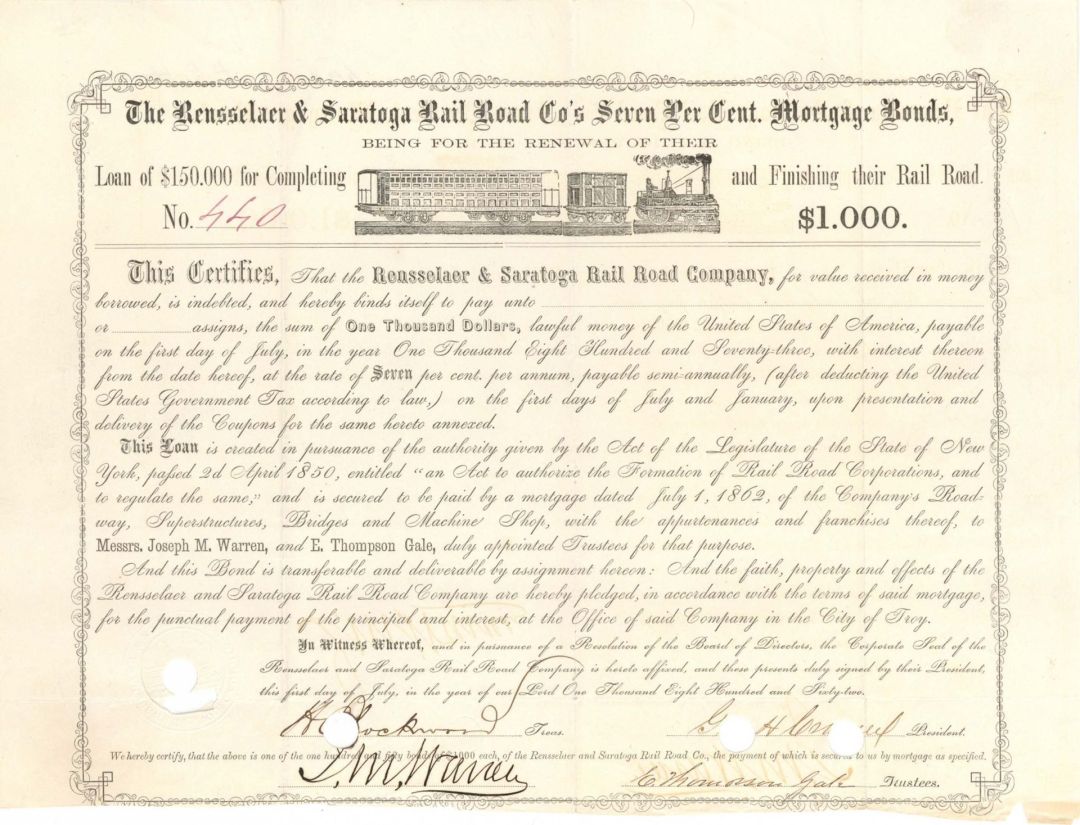 The Rensselaer & Saratoga Rail Road Co's Seven Per Cent. Mortgage Bonds,
BEING FOR THE RENEWAL OF THEIR
Loan of $150.000 for Completing and Finishing their Rail Road.
No. 440 $1.000.
This Certifies, That the Rensselaer & Saratoga Rail Road Company, for value received in money
borrowed, is indebted, and hereby binds itself to pay unto
or assigns, the sum of One Thousand Dollars, lawful money of the United States of America, payable
on the first day of July, in the year One Thousand Eight Hundred and Seventy-three, with interest thereon
from the date hereof, at the rate of Seven per cent. per annum, payable semi-annually, (after deducting the United
States Government Tax according to law,) on the first days of July and January, upon presentation and
delivery of the Coupons for the same hereto annexed.
This Loan is created in pursuance of the authority given by the Act of the Legislature of the State of New
York, passed 2d April 1850, entitled "an Act to authorize the Formation of Rail Road Corporations, and
to regulate the same," and is secured to be paid by a mortgage dated July 1, 1862, of the Company's Road-
way, Superstructures, Bridges and Machine Shop, with the appurtenances and franchises thereof, to
Messrs. Joseph M. Warren, and E. Thompson Gale, duly appointed Trustees for that purpose.
And this Bond is transferable and deliverable by assignment hereon: And the faith, property and effects of the
Rensselaer and Saratoga Rail Road Company are hereby pledged, in accordance with the terms of said mortgage,
for the punctual payment of the principal and interest, at the Office of said Company in the City of Troy.
In Witness Whereof, and in pursuance of a Resolution of the Board of Directors, the Corporate Seal of the
Rensselaer and Saratoga Rail Road Company is hereto affixed, and these presents duly signed by their President,
this first day of July, in the year of our Lord One Thousand Eight Hundred and Sixty-two.
Lockwood Treas. G H President.
We hereby certify, that the above is one of the one hundred and fifty bonds of $1000 each, of the Rensselaer and Saratoga Rail Road Co., the payment of which is secured to us by mortgage as specified.
J. M. Warren E. Thompson Gale Trustees.